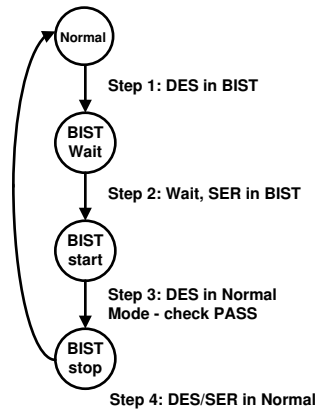 Normal
Step 1: DES in BIST
BIST
Wait
Step 2: Wait, SER in BIST
BIST
start
Step 3: DES in Normal
Mode - check PASS
BIST
stop
Step 4: DES/SER in Normal